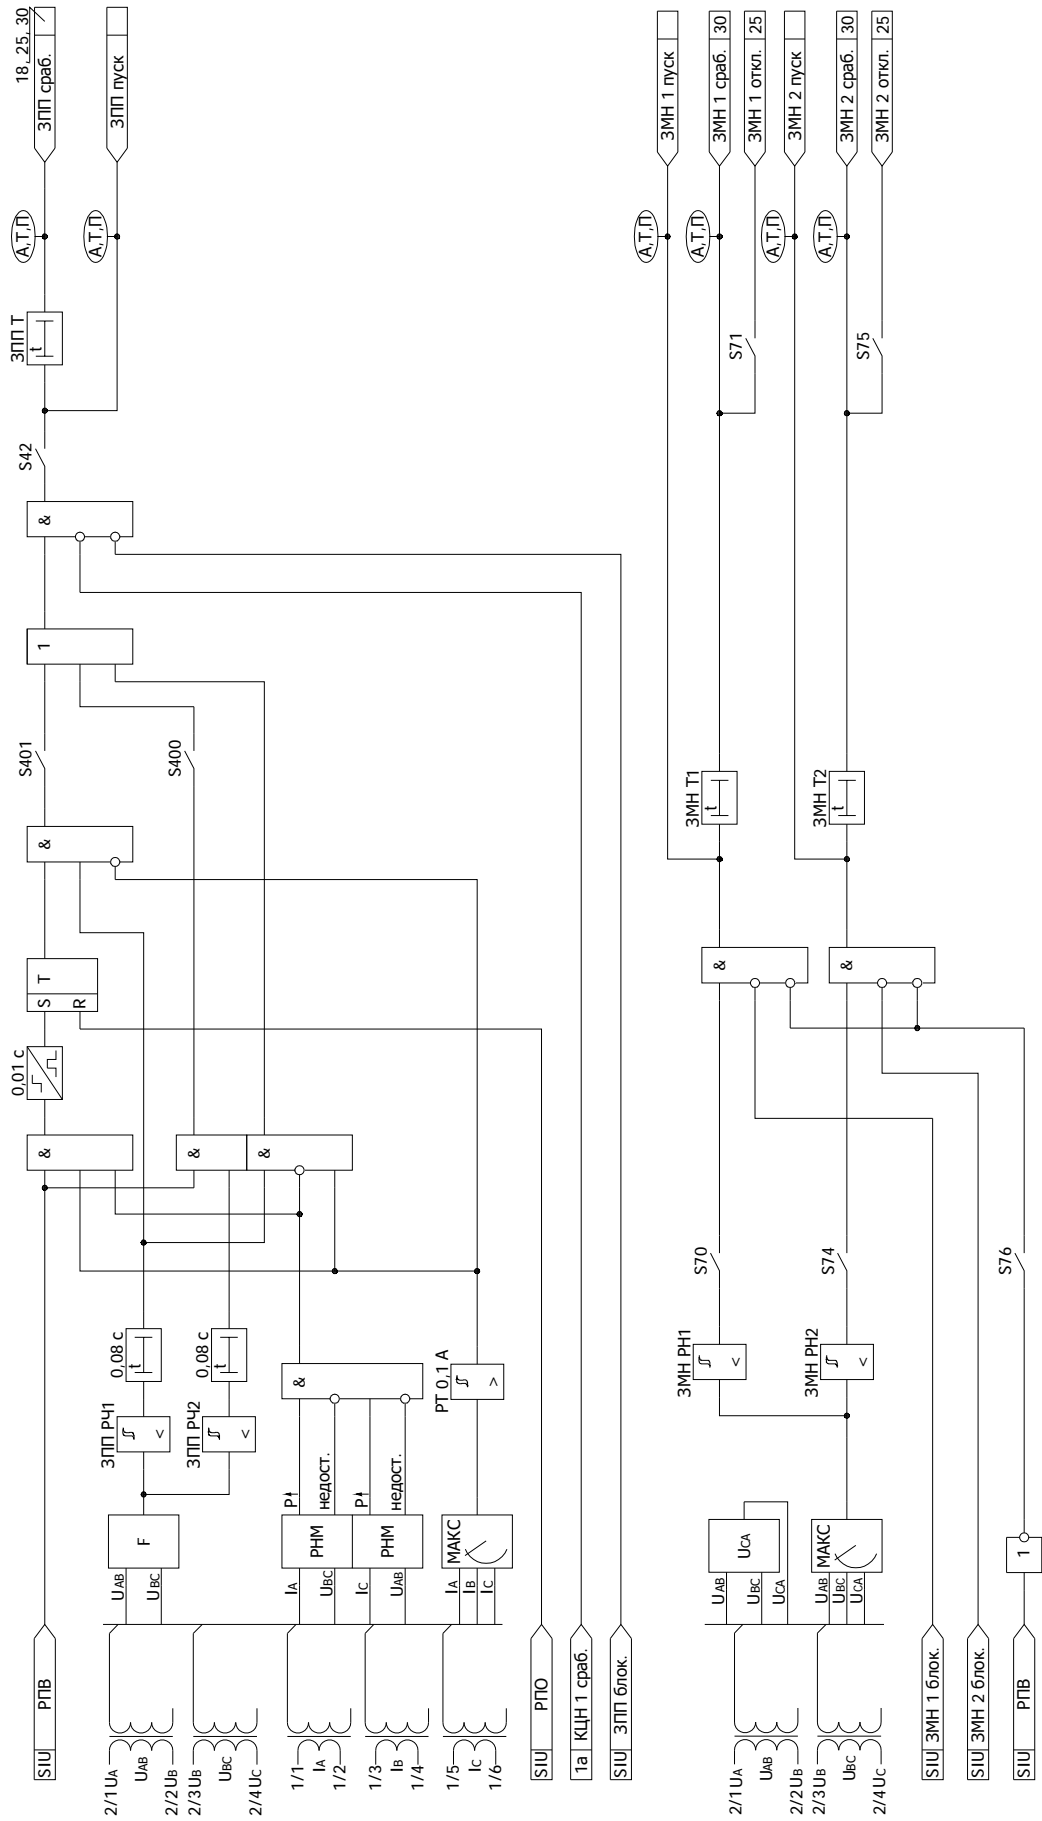 SIU РПВ
2/1 UA
UAB
2/2 UB
2/3 UB
UBC
2/4 UC
1/1
IA
1/2
1/3
IB
1/4
1/5
IC
1/6
SIU РПО
1а КЦН 1 сраб.
SIU ЗПП блок.
UAB
UBC
F
IA
UBC
РНМ
IC
UAB
РНМ
IA
IB
IC
МАКС
P
недост.
P
недост.
ЗПП РЧ1
<
ЗПП РЧ2
<
0,08 с
t
0,08 с
t
&
РТ 0,1 А
>
&
&
&
0,01 с
S T
R
&
S401
S400
1
&
S42
ЗПП Т
t
А,Т,П
А,Т,П
ЗПП сраб.
18, 25, 30
ЗПП пуск
2/1 UA
UAB
2/2 UB
2/3 UB
UBC
2/4 UC
SIU ЗМН 1 блок.
SIU ЗМН 2 блок.
SIU РПВ
UAB
UBC
UCA
UCA
UAB
UBC
UCA
МАКС
1
ЗМН РН1
<
ЗМН РН2
<
S70
S74
S76
&
&
ЗМН Т1
t
ЗМН Т2
t
S71
S75
А,Т,П
А,Т,П
А,Т,П
А,Т,П
ЗМН 1 пуск
ЗМН 1 сраб. 30
ЗМН 1 откл. 25
ЗМН 2 пуск
ЗМН 2 сраб. 30
ЗМН 2 откл. 25